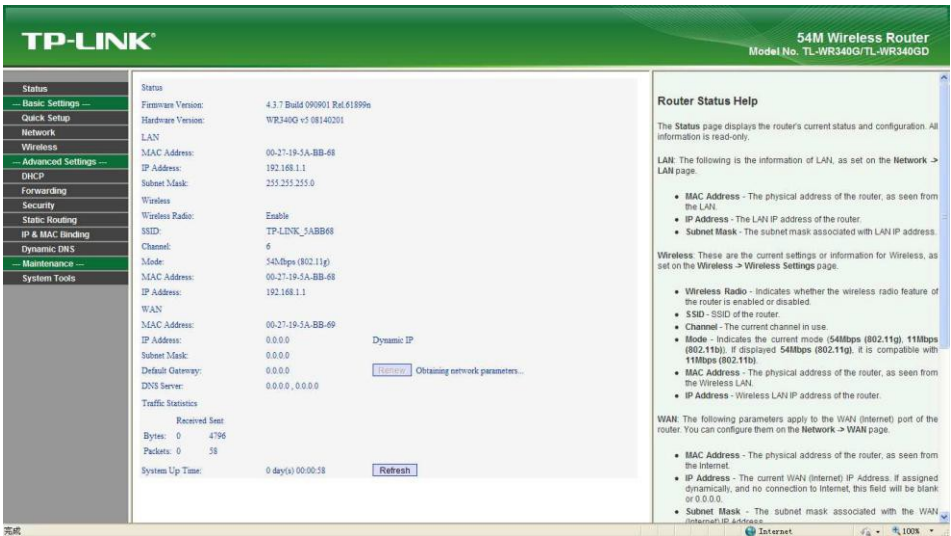 TP-LINK®
54M Wireless Router
Model No. TL-WR340G/TL-WR340GD
Status
--- Basic Settings ---
Quick Setup
Network
Wireless
--- Advanced Settings ---
DHCP
Forwarding
Security
Static Routing
IP & MAC Binding
Dynamic DNS
--- Maintenance ---
System Tools
Status
Firmware Version: 4.3.7 Build 090901 Rel.61899n
Hardware Version: WR340G v5 08140201
LAN
MAC Address: 00-27-19-5A-BB-68
IP Address: 192.168.1.1
Subnet Mask: 255.255.255.0
Wireless
Wireless Radio: Enable
SSID: TP-LINK_5ABB68
Channel: 6
Mode: 54Mbps (802.11g)
MAC Address: 00-27-19-5A-BB-68
IP Address: 192.168.1.1
WAN
MAC Address: 00-27-19-5A-BB-69
IP Address: 0.0.0.0 Dynamic IP
Subnet Mask: 0.0.0.0
Default Gateway: 0.0.0.0 Renew Obtaining network parameters...
DNS Server: 0.0.0.0 , 0.0.0.0
Traffic Statistics
Received Sent
Bytes: 0 4796
Packets: 0 58
System Up Time: 0 day(s) 00:00:58 Refresh
Router Status Help
The Status page displays the router's current status and configuration. All
information is read-only.
LAN: The following is the information of LAN, as set on the Network ->
LAN page.
• MAC Address - The physical address of the router, as seen from
the LAN.
• IP Address - The LAN IP address of the router.
• Subnet Mask - The subnet mask associated with LAN IP address.
Wireless: These are the current settings or information for Wireless, as
set on the Wireless -> Wireless Settings page.
• Wireless Radio - Indicates whether the wireless radio feature of
the router is enabled or disabled.
• SSID - SSID of the router.
• Channel - The current channel in use.
• Mode - Indicates the current mode (54Mbps (802.11g), 11Mbps
(802.11b)). If displayed 54Mbps (802.11g), it is compatible with
11Mbps (802.11b).
• MAC Address - The physical address of the router, as seen from
the Wireless LAN.
• IP Address - Wireless LAN IP address of the router.
WAN: The following parameters apply to the WAN (Internet) port of the
router. You can configure them on the Network -> WAN page.
• MAC Address - The physical address of the router, as seen from
the Internet.
• IP Address - The current WAN (Internet) IP Address. If assigned
dynamically, and no connection to Internet, this field will be blank
or 0.0.0.0.
• Subnet Mask - The subnet mask associated with the WAN
(Internet) IP Address.
完成
Internet
100%